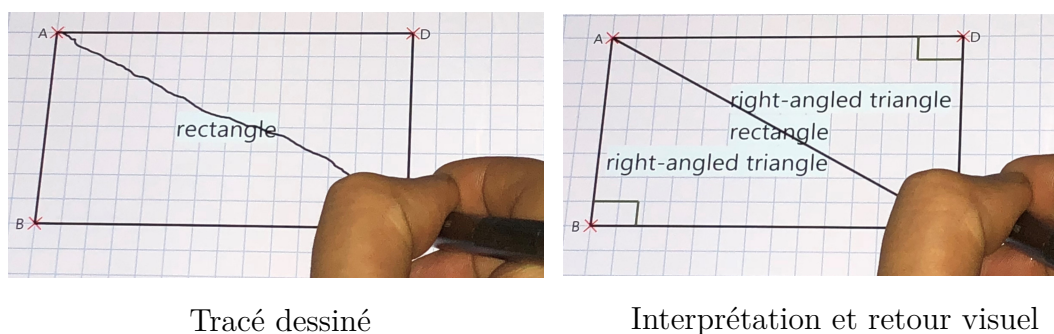 A
D
rectangle
B
Tracé dessiné
A
D
right-angled triangle
rectangle
right-angled triangle
B
Interprétation et retour visuel